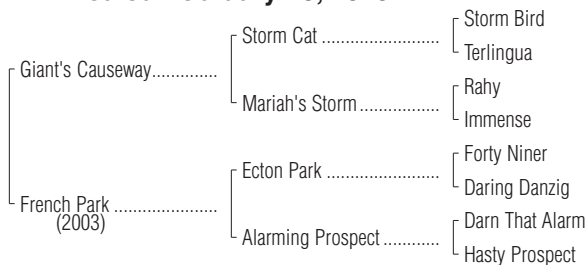 Storm Bird
Storm Cat ........................
Terlingua
Giant's Causeway.............
Rahy
Mariah's Storm .................
Immense
Forty Niner
Ecton Park ........................
Daring Danzig
French Park .....................
(2003)
Darn That Alarm
Alarming Prospect ............
Hasty Prospect